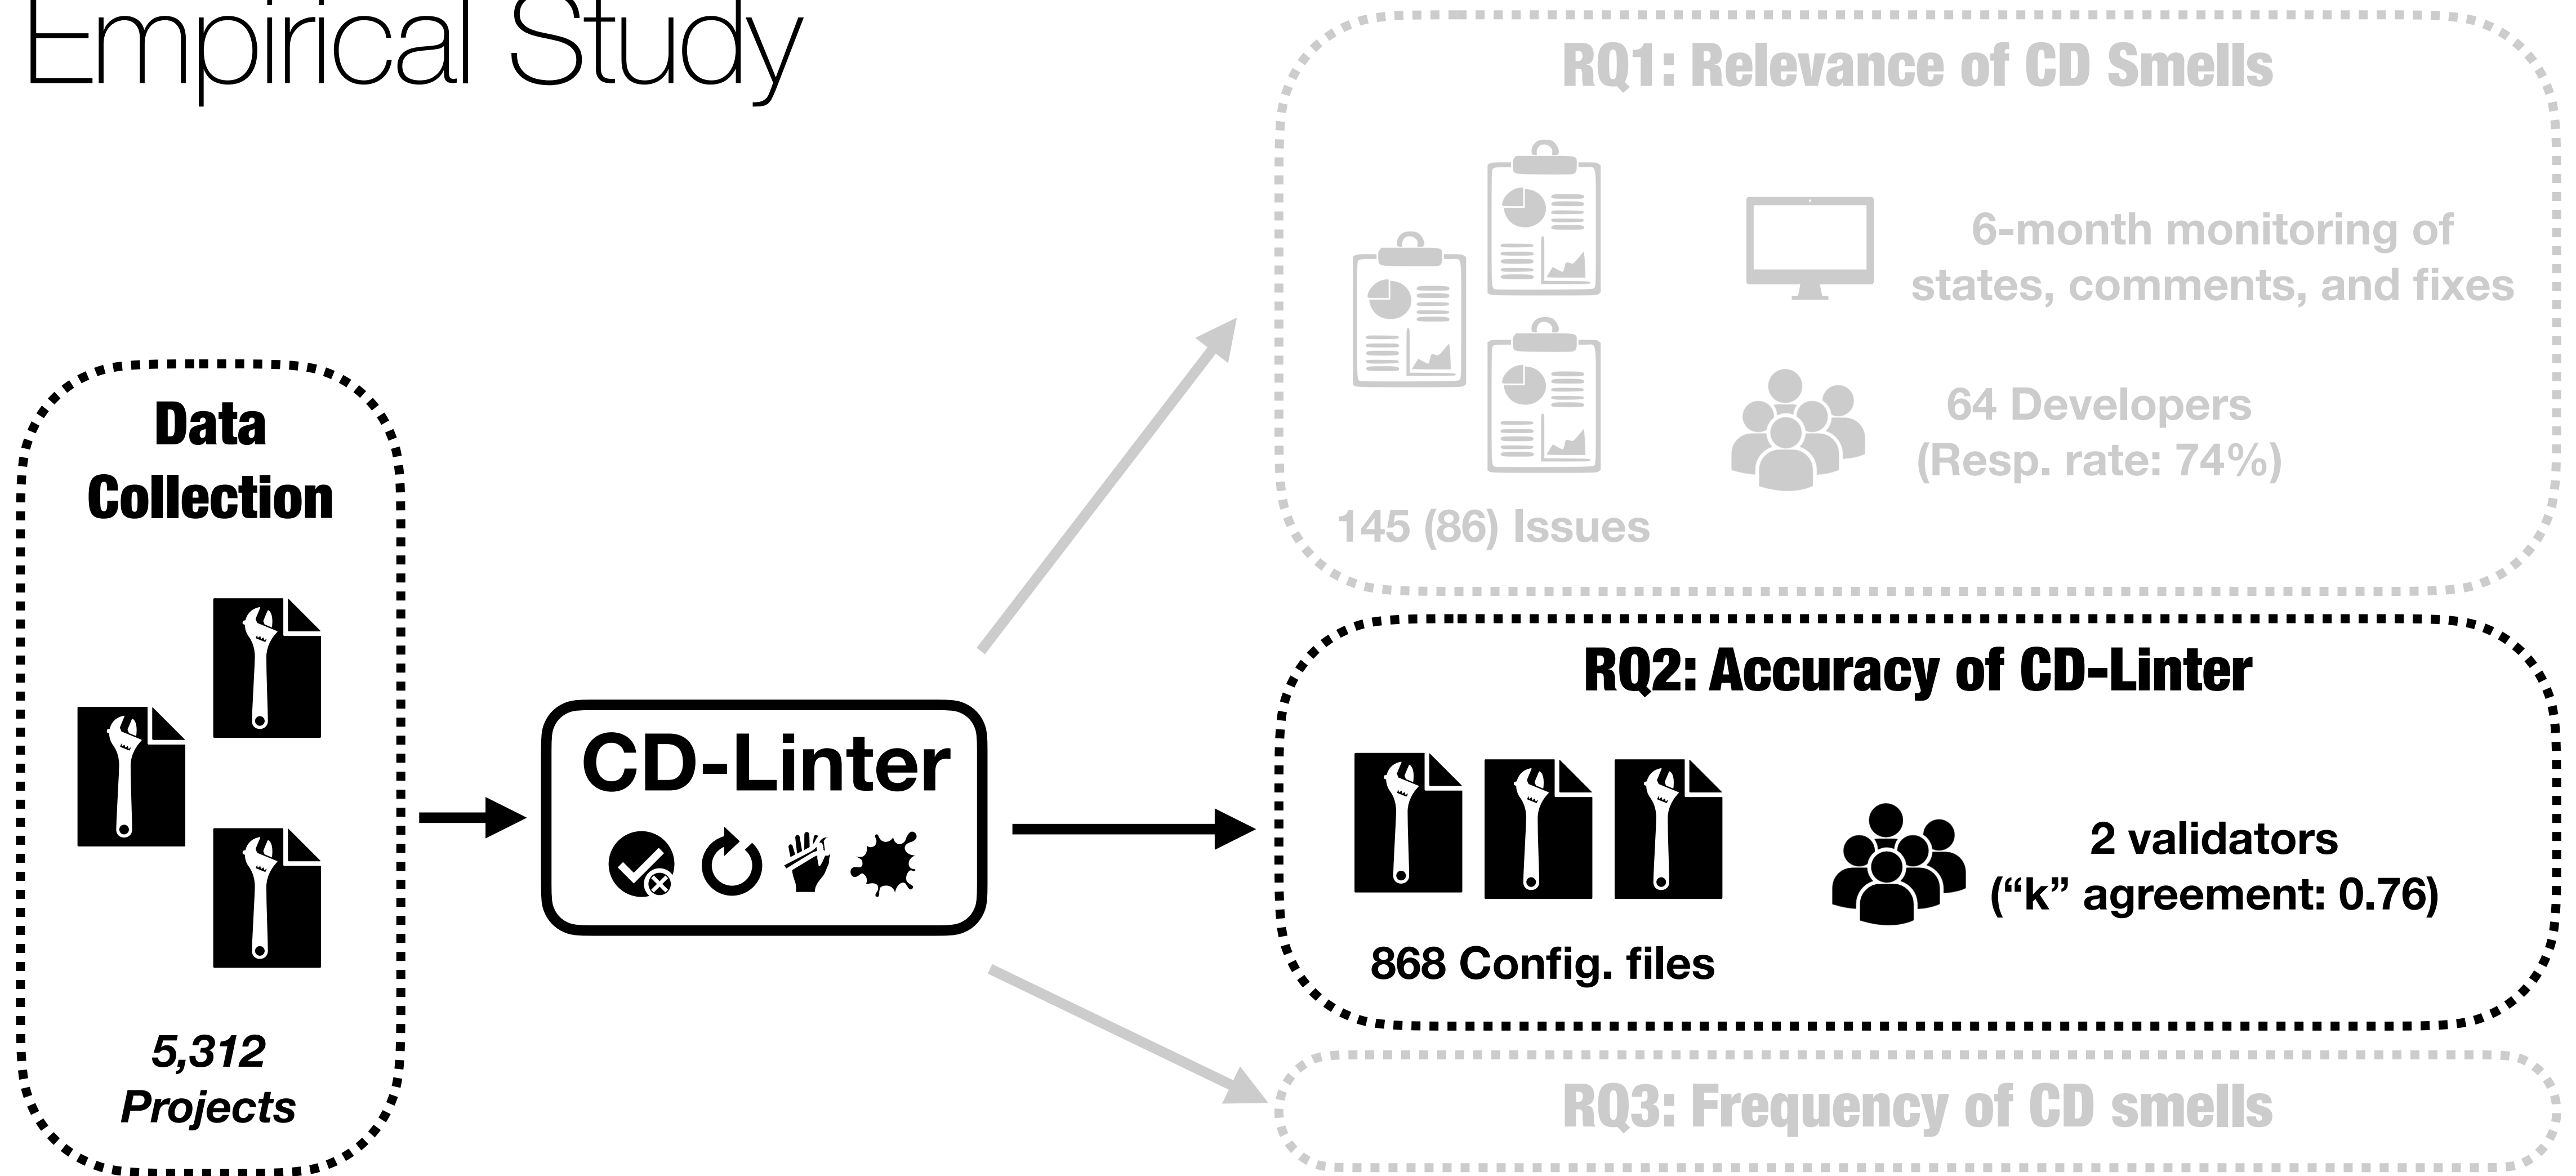 Empirical Study
Data
Collection
5,312
Projects
CD-Linter
RQ1: Relevance of CD Smells
6-month monitoring of
states, comments, and fixes
64 Developers
(Resp. rate: 74%)
145 (86) Issues
RQ2: Accuracy of CD-Linter
2 validators
(“k” agreement: 0.76)
868 Config. files
RQ3: Frequency of CD smells